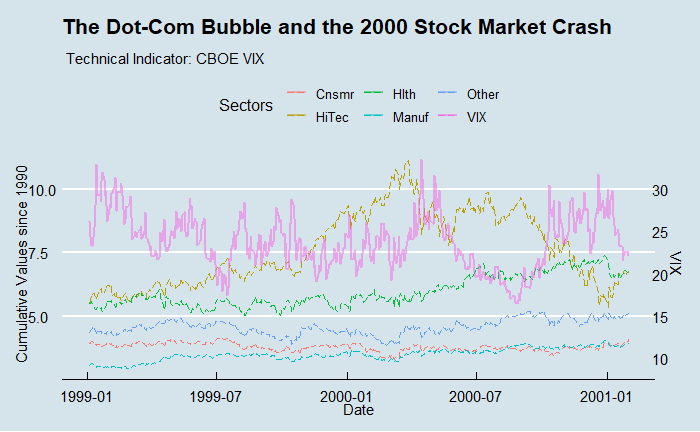 The Dot-Com Bubble and the 2000 Stock Market Crash
Technical Indicator: CBOE VIX
Sectors
Cnsmr
Hlth
Other
HiTec
Manuf
VIX
Cumulative Values since 1990
10.0
7.5
5.0
30
25
20
15
10
VIX
1999-01
1999-07
2000-01
2000-07
2001-01
Date